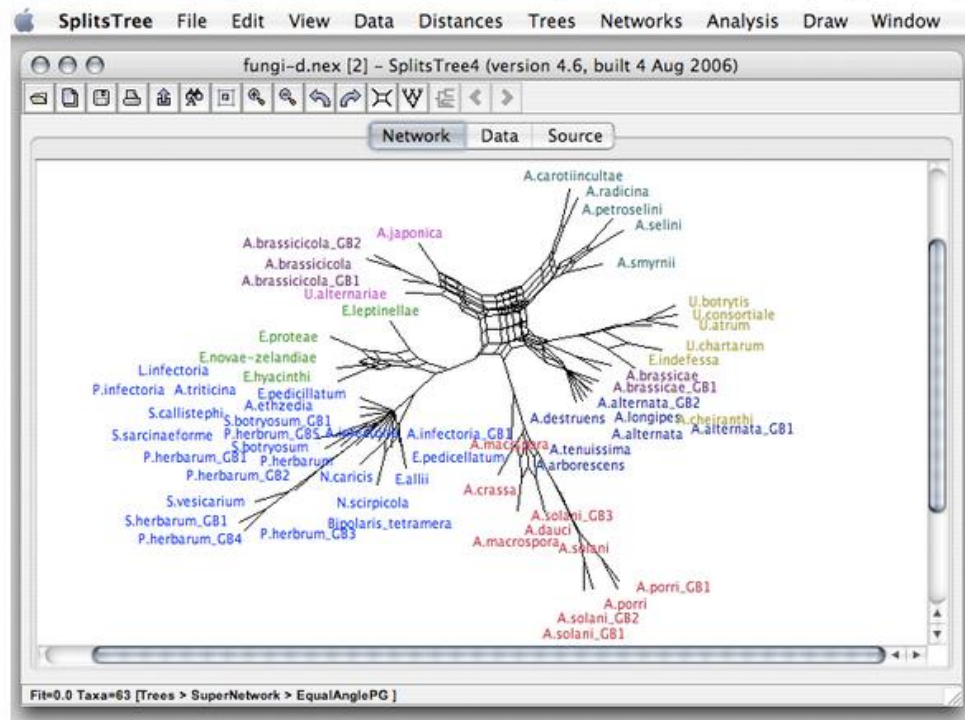 SplitsTree File Edit View Data Distances Trees Networks Analysis Draw Window
fungi-d.nex [2] – SplitsTree4 (version 4.6, built 4 Aug 2006)
Network Data Source
A.carotiincultae
A.radicina
A.petroselini
A.selini
A.japonica
A.brassicicola_GB2
A.brassicicola
A.smyrnii
A.brassicicola_GB1
U.alternariae
E.leptinellae
U.botrytis
U.consortiale
U.atrum
E.proteae
U.chartarum
E.novae-zelandiae
E.indefessa
L.infectoria
E.hyacinthi
A.brassicae
P.infectoria A.triticina E.pedicillatum
A.brassicae_GB1
A.ethzedia
A.alternata_GB2
S.callistephi
S.botryosum_GB1
A.destruens A.longipes A.cheiranthi
S.sarcinaeforme P.herbrum_GB5 A.infectoria A.infectoria_GB1
A.alternata A.alternata_GB1
S.botryosum
A.macrospora
A.tenuissima
P.herbarum_GB1 P.herbarum E.pedicellatum
A.arborescens
P.herbarum_GB2 N.caricis E.allii
A.crassa
S.vesicarium N.scirpicola
A.solani_GB3
S.herbarum_GB1 Bipolaris_tetramera
A.dauci
P.herbarum_GB4 P.herbrum_GB3
A.macrospora A.solani
A.porri_GB1
A.porri
A.solani_GB2
A.solani_GB1
Fit=0.0 Taxa=63 [Trees > SuperNetwork > EqualAnglePG ]